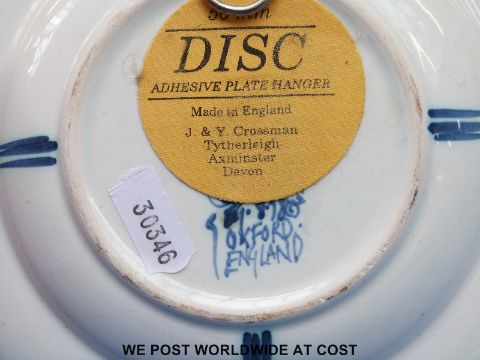 50 mm
DISC
ADHESIVE PLATE HANGER
Made in England
J. & Y. Crossman
Tytherleigh
Axminster
Devon
30346
OXFORD.
ENGLAND
WE POST WORLDWIDE AT COST